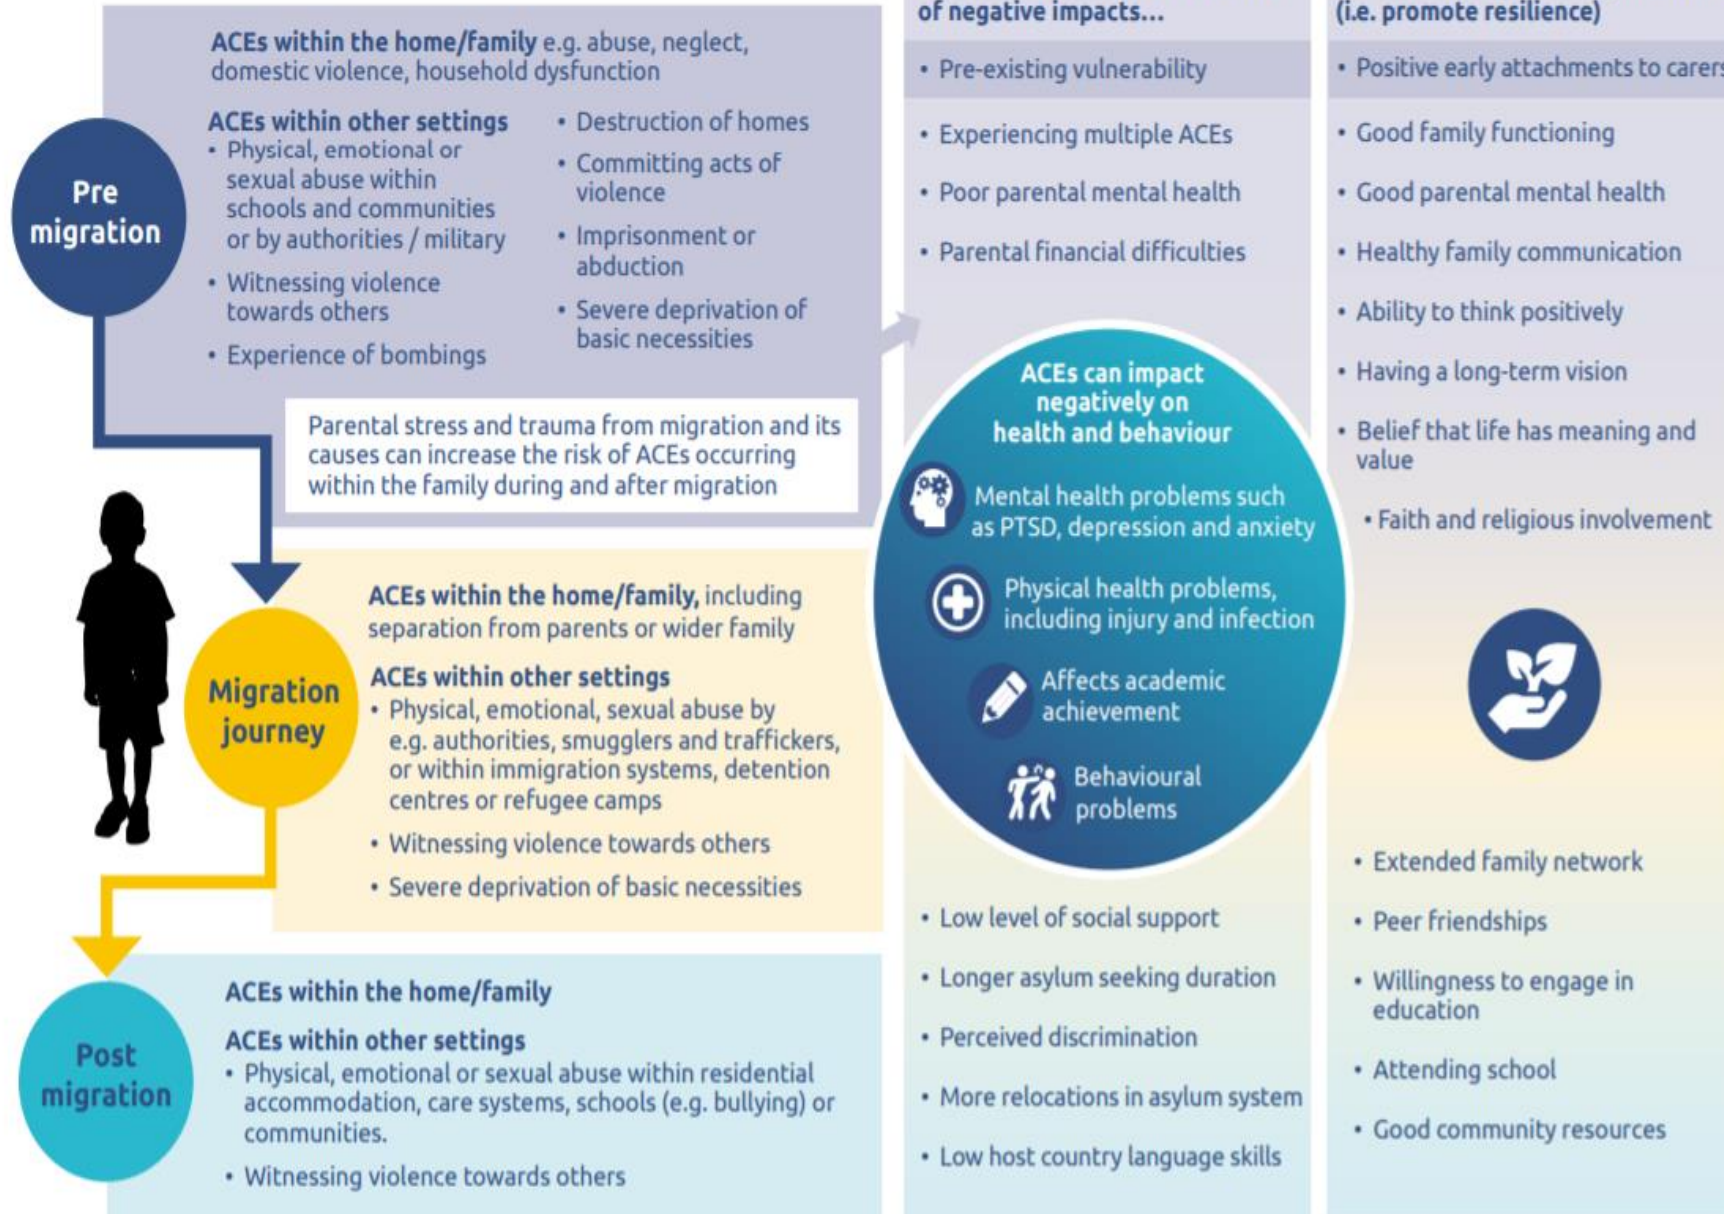 ACEs within the home/family e.g. abuse, neglect,
domestic violence, household dysfunction
ACEs within other settings
• Physical, emotional or
sexual abuse within
schools and communities
or by authorities / military
• Witnessing violence
towards others
• Experience of bombings
• Destruction of homes
• Committing acts of
violence
• Imprisonment or
abduction
• Severe deprivation of
basic necessities
Pre
migration
Parental stress and trauma from migration and its
causes can increase the risk of ACEs occurring
within the family during and after migration
Migration
journey
ACEs within the home/family, including
separation from parents or wider family
ACEs within other settings
• Physical, emotional, sexual abuse by
e.g. authorities, smugglers and traffickers,
or within immigration systems, detention
centres or refugee camps
• Witnessing violence towards others
• Severe deprivation of basic necessities
Post
migration
ACEs within the home/family
ACEs within other settings
• Physical, emotional or sexual abuse within residential
accommodation, care systems, schools (e.g. bullying) or
communities.
• Witnessing violence towards others
of negative impacts...
• Pre-existing vulnerability
• Experiencing multiple ACEs
• Poor parental mental health
• Parental financial difficulties
ACEs can impact
negatively on
health and behaviour
Mental health problems such
as PTSD, depression and anxiety
Physical health problems,
including injury and infection
Affects academic
achievement
Behavioural
problems
• Low level of social support
• Longer asylum seeking duration
• Perceived discrimination
• More relocations in asylum system
• Low host country language skills
(i.e. promote resilience)
• Positive early attachments to carers
• Good family functioning
• Good parental mental health
• Healthy family communication
• Ability to think positively
• Having a long-term vision
• Belief that life has meaning and
value
• Faith and religious involvement
• Extended family network
• Peer friendships
• Willingness to engage in
education
• Attending school
• Good community resources